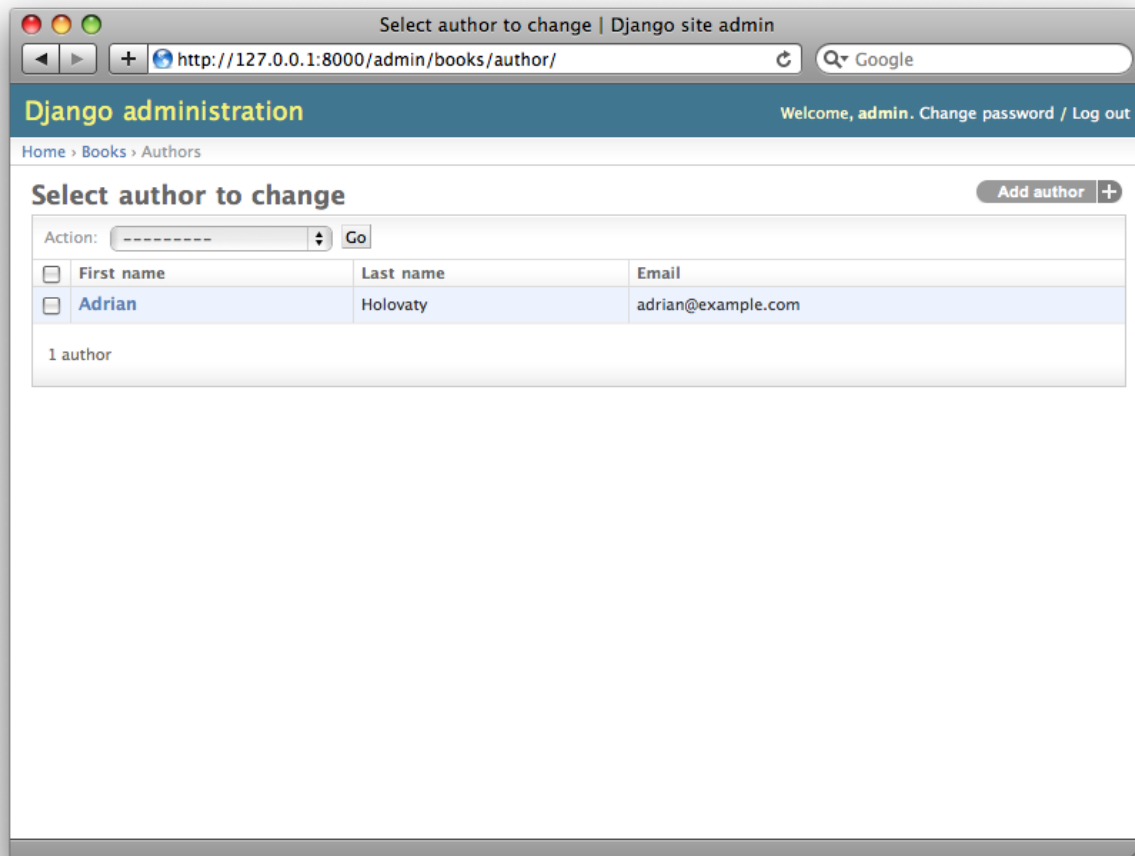 Select author to change | Django site admin
http://127.0.0.1:8000/admin/books/author/
Google
Django administration
Welcome, admin. Change password / Log out
Home › Books › Authors
Select author to change
Add author +
Action: --------- Go
First name Last name Email
Adrian Holovaty adrian@example.com
1 author